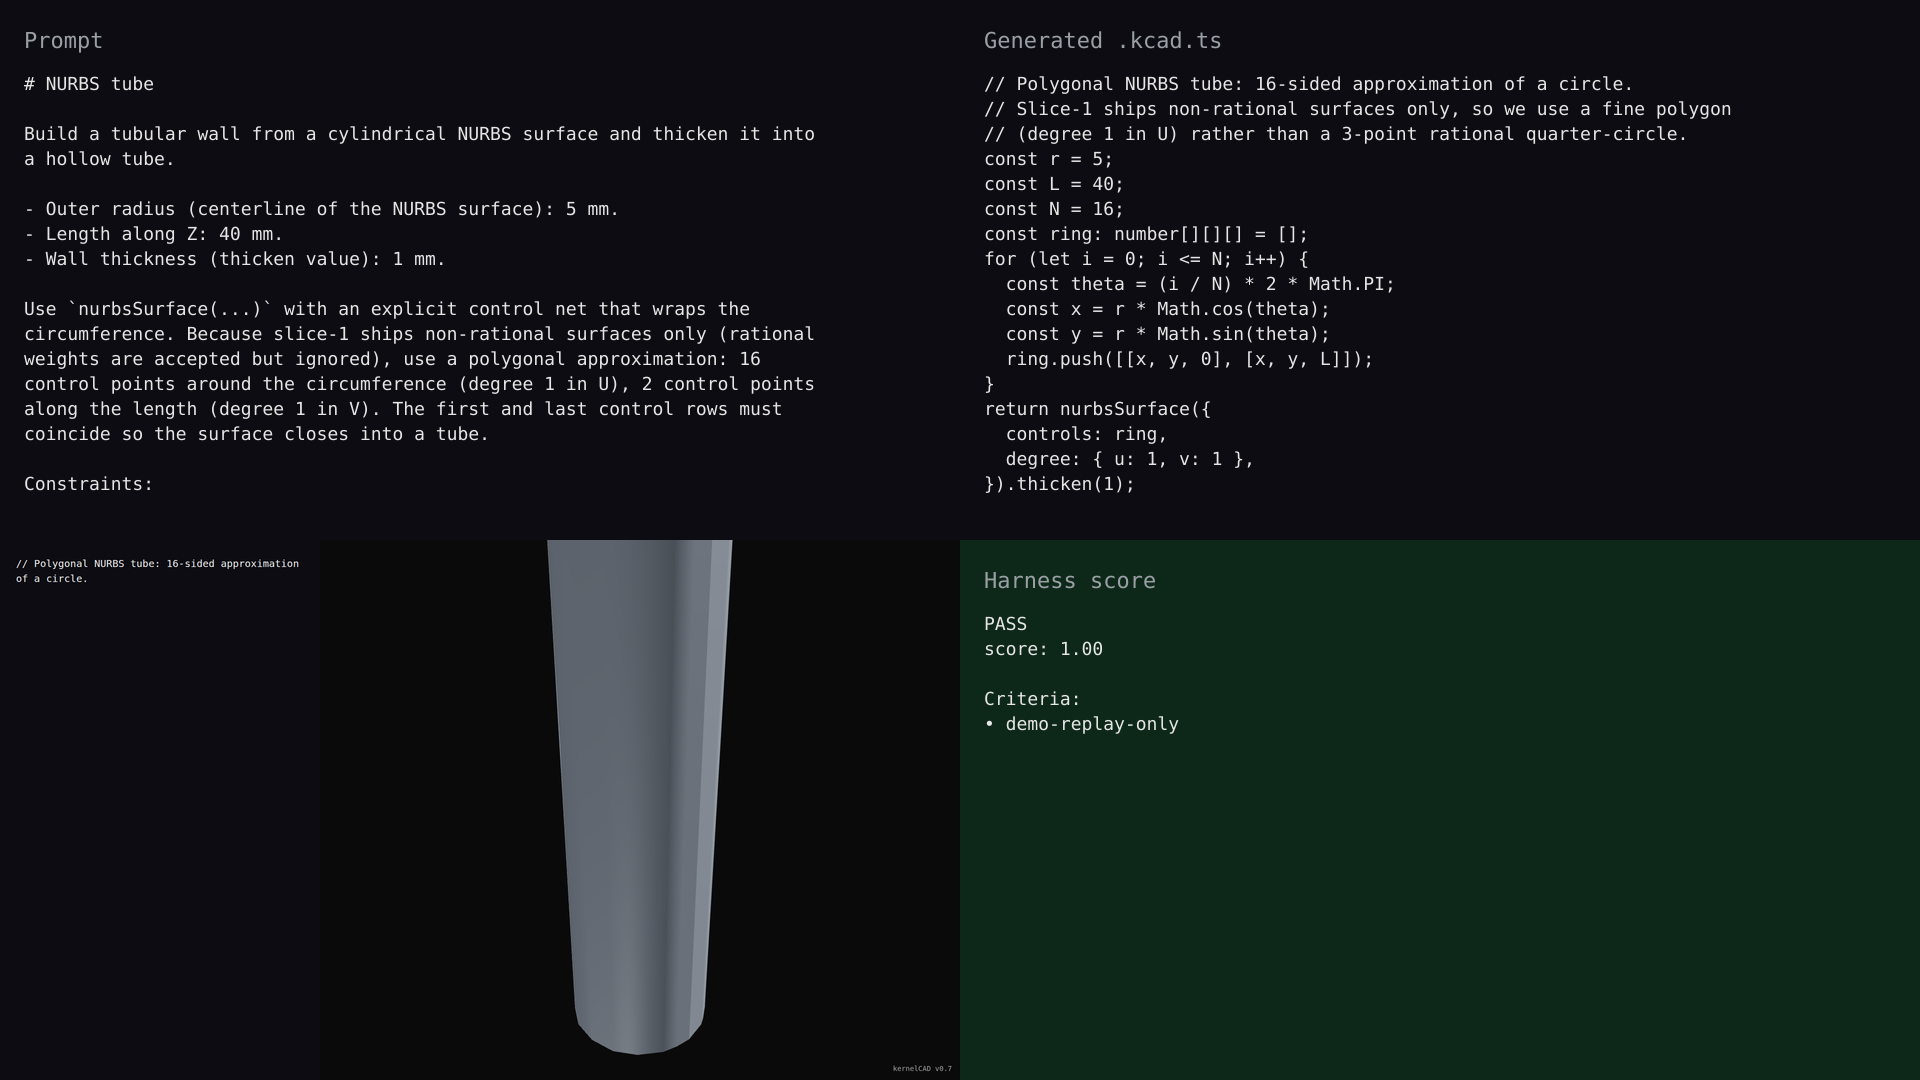 Prompt
# NURBS tube
Build a tubular wall from a cylindrical NURBS surface and thicken it into
a hollow tube.
- Outer radius (centerline of the NURBS surface): 5 mm.
- Length along Z: 40 mm.
- Wall thickness (thicken value): 1 mm.
Use `nurbsSurface(...)` with an explicit control net that wraps the
circumference. Because slice-1 ships non-rational surfaces only (rational
weights are accepted but ignored), use a polygonal approximation: 16
control points around the circumference (degree 1 in U), 2 control points
along the length (degree 1 in V). The first and last control rows must
coincide so the surface closes into a tube.
Constraints:
Generated .kcad.ts
// Polygonal NURBS tube: 16-sided approximation of a circle.
// Slice-1 ships non-rational surfaces only, so we use a fine polygon
// (degree 1 in U) rather than a 3-point rational quarter-circle.
const r = 5;
const L = 40;
const N = 16;
const ring: number[][][] = [];
for (let i = 0; i <= N; i++) {
  const theta = (i / N) * 2 * Math.PI;
  const x = r * Math.cos(theta);
  const y = r * Math.sin(theta);
  ring.push([[x, y, 0], [x, y, L]]);
}
return nurbsSurface({
  controls: ring,
  degree: { u: 1, v: 1 },
}).thicken(1);
// Polygonal NURBS tube: 16-sided approximation
of a circle.
kernelCAD v0.7
Harness score
PASS
score: 1.00
Criteria:
• demo-replay-only